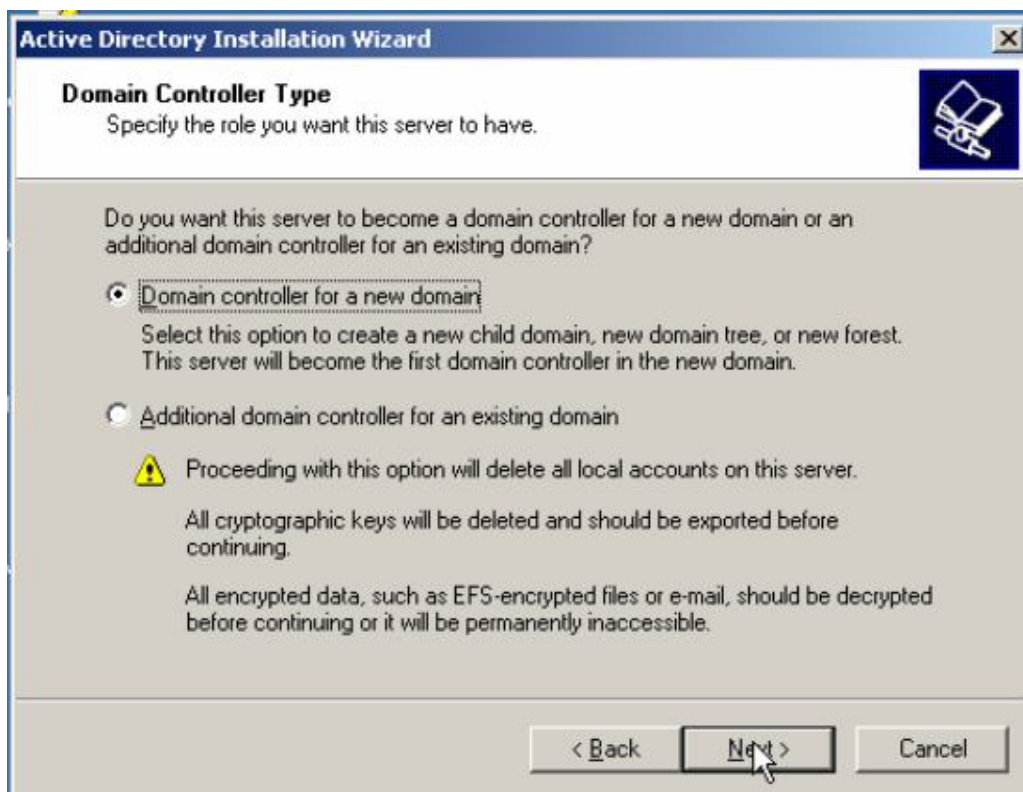 Active Directory Installation Wizard
Domain Controller Type
Specify the role you want this server to have.
Do you want this server to become a domain controller for a new domain or an
additional domain controller for an existing domain?
Domain controller for a new domain
Select this option to create a new child domain, new domain tree, or new forest.
This server will become the first domain controller in the new domain.
Additional domain controller for an existing domain
Proceeding with this option will delete all local accounts on this server.
All cryptographic keys will be deleted and should be exported before
continuing.
All encrypted data, such as EFS-encrypted files or e-mail, should be decrypted
before continuing or it will be permanently inaccessible.
< Back
Next >
Cancel